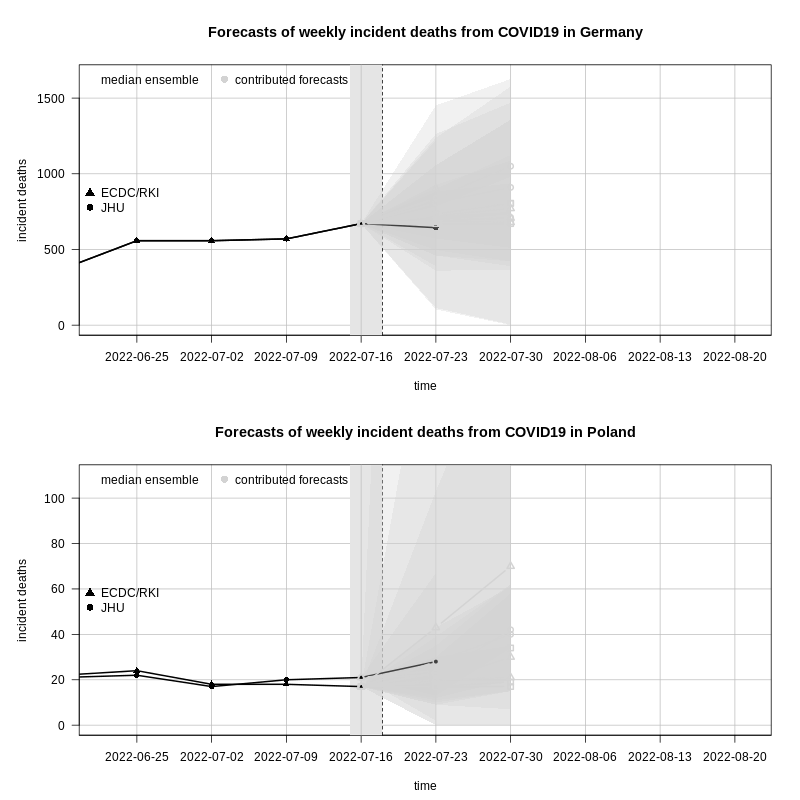 Forecasts of weekly incident deaths from COVID19 in Germany
median ensemble contributed forecasts
1500
1000
500
0
incident deaths
ECDC/RKI
JHU
2022-06-25 2022-07-02 2022-07-09 2022-07-16 2022-07-23 2022-07-30 2022-08-06 2022-08-13 2022-08-20
time
Forecasts of weekly incident deaths from COVID19 in Poland
median ensemble contributed forecasts
100
80
60
40
20
0
incident deaths
ECDC/RKI
JHU
2022-06-25 2022-07-02 2022-07-09 2022-07-16 2022-07-23 2022-07-30 2022-08-06 2022-08-13 2022-08-20
time